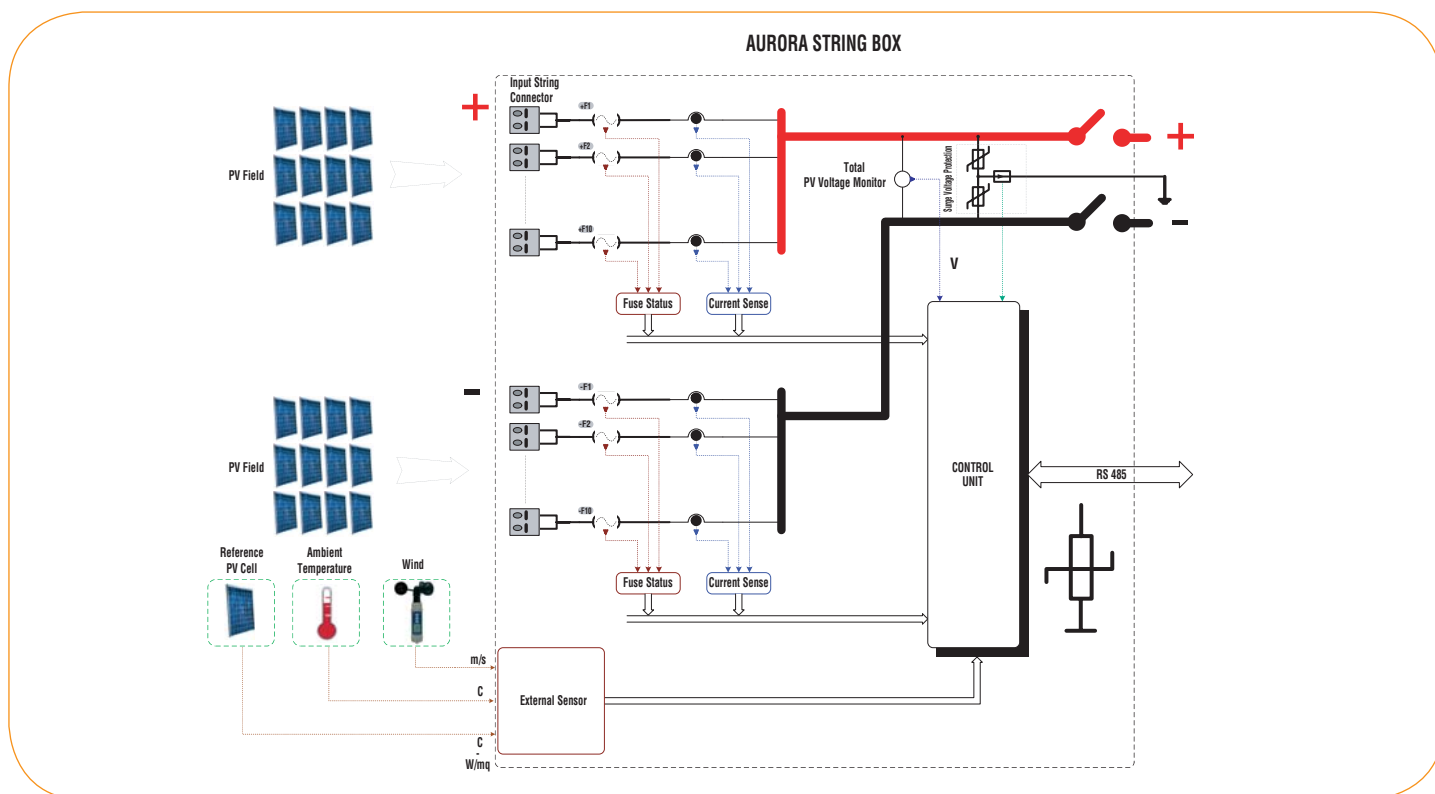 AURORA STRING BOX
Input String
Connector
+
+F1
+F2
+F10
PV Field
Total
PV Voltage Monitor
Surge Voltage Protection
+
-
V
Fuse Status
Current Sense
-
-F1
-F2
-F10
PV Field
CONTROL
UNIT
RS 485
Fuse Status
Current Sense
Reference
PV Cell
Ambient
Temperature
Wind
m/s
C
External Sensor
C
-
W/mq